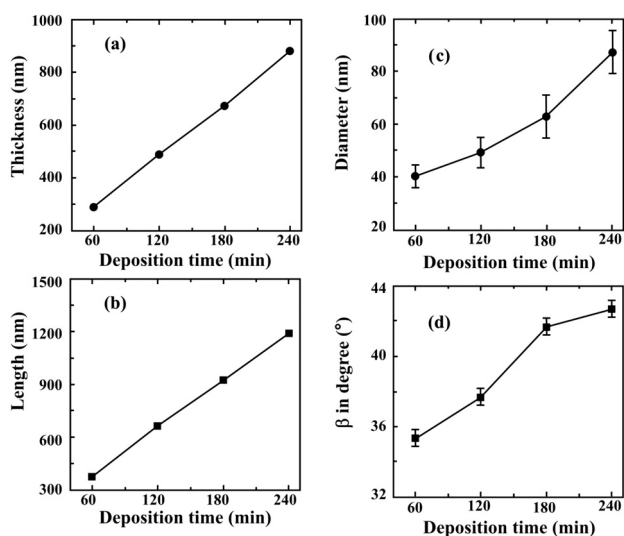 (a)
Thickness (nm)
1000
800
600
400
200
60 120 180 240
Deposition time (min)
(b)
Length (nm)
1500
1200
900
600
300
60 120 180 240
Deposition time (min)
(c)
Diameter (nm)
100
80
60
40
20
60 120 180 240
Deposition time (min)
(d)
β in degree (°)
44
40
36
32
60 120 180 240
Deposition time (min)